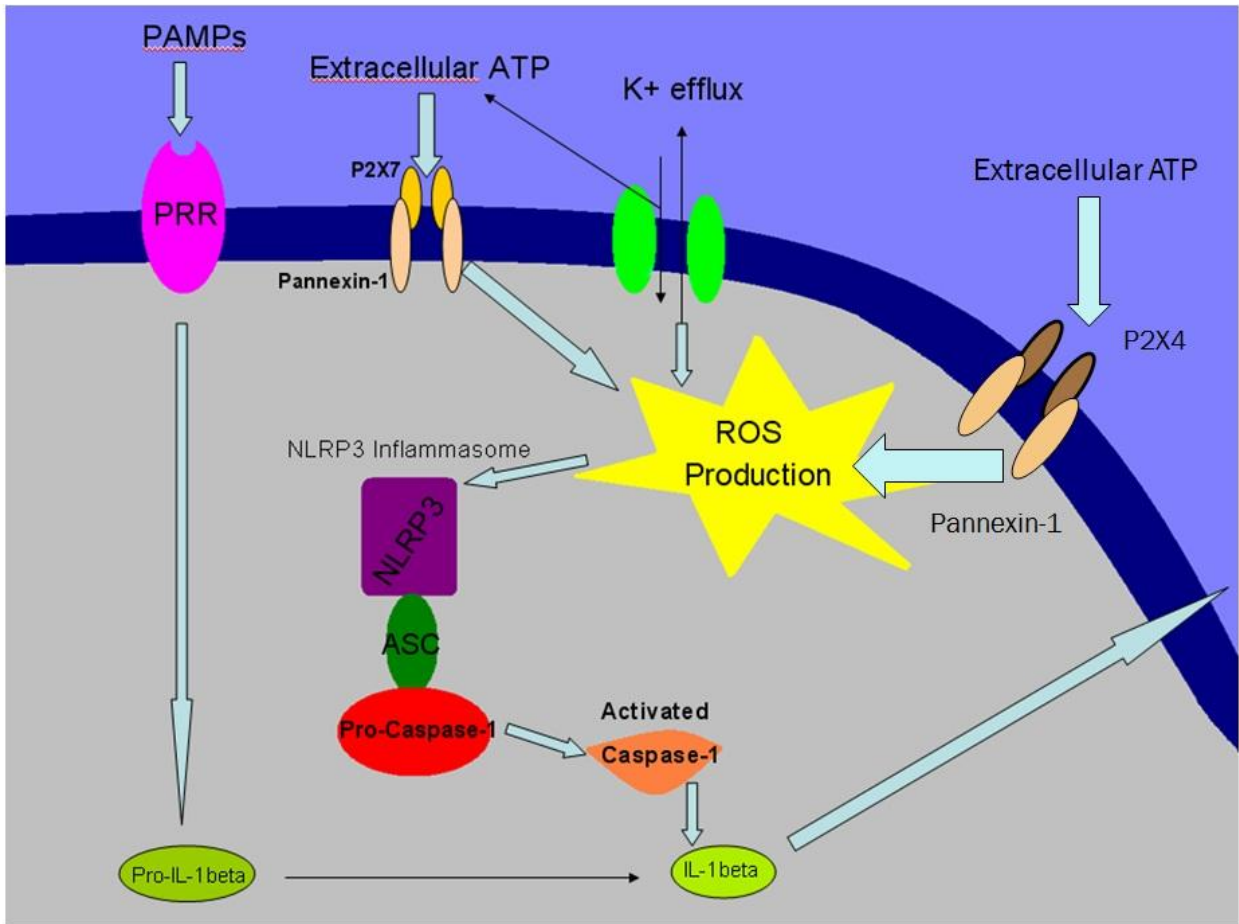 PAMPs
Extracellular ATP
K+ efflux
P2X7
PRR
Extracellular ATP
Pannexin-1
P2X4
ROS
Production
NLRP3 Inflammasome
NLRP3
Pannexin-1
ASC
Pro-Caspase-1
Activated
Caspase-1
Pro-IL-1beta
IL-1beta